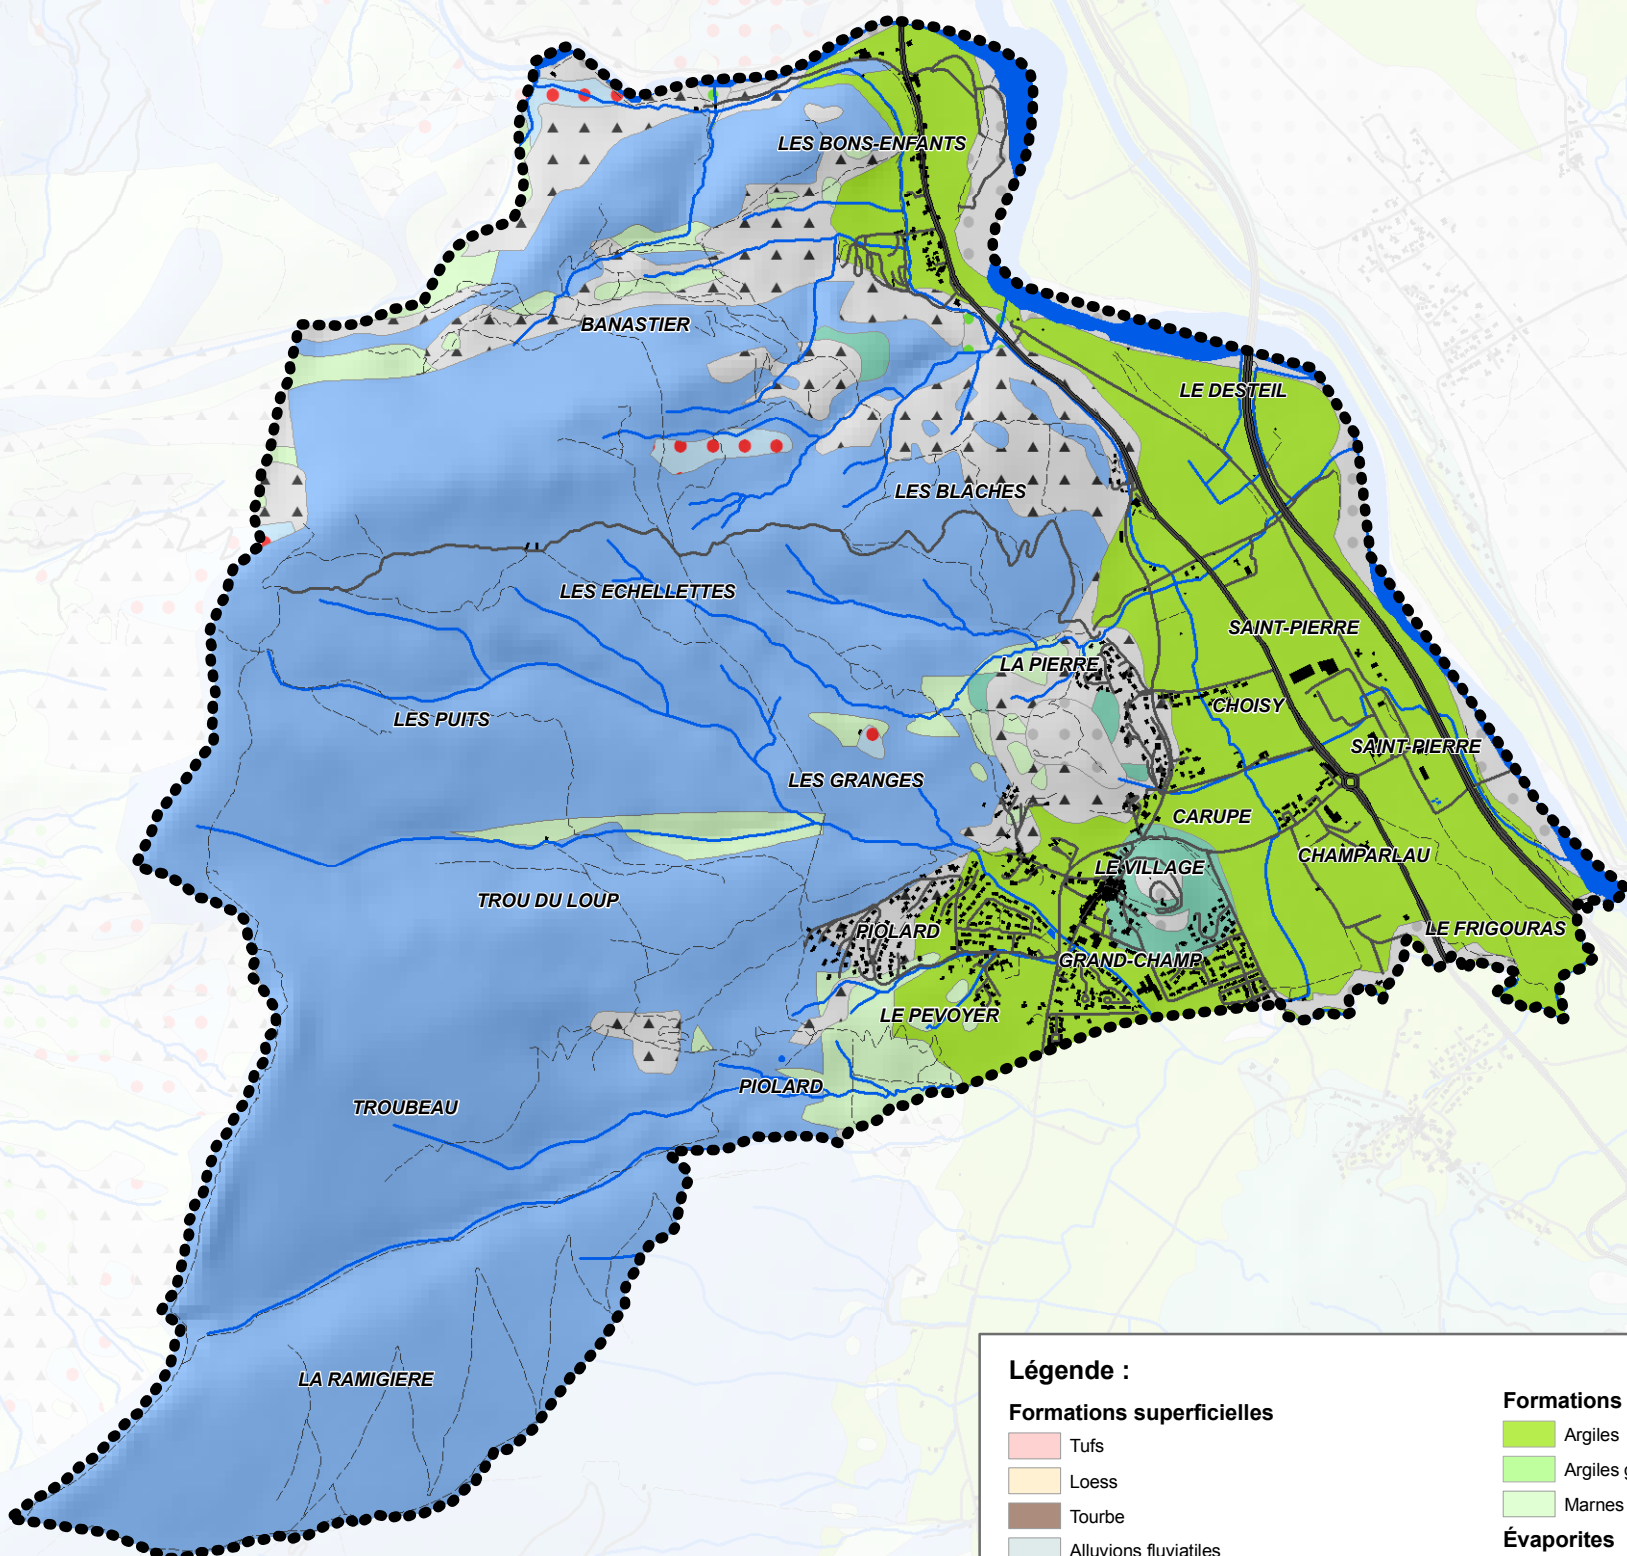 LES BONS-ENFANTS
BANASTIER
LE DESTEIL
LES BLACHES
LES ECHELLETTES
SAINT-PIERRE
LA PIERRE
CHOISY
LES PUITS
SAINT-PIERRE
LES GRANGES
CARUPE
CHAMPARLAU
LE VILLAGE
TROU DU LOUP
PIOLARD
LE FRIGOURAS
GRAND-CHAMP
LE PEVOYER
PIOLARD
TROUBEAU
LA RAMIGIERE
Légende :
Formations superficielles
Tufs
Loess
Tourbe
Alluvions fluviatiles
Formations
Argiles
Argiles g
Marnes
Évaporites